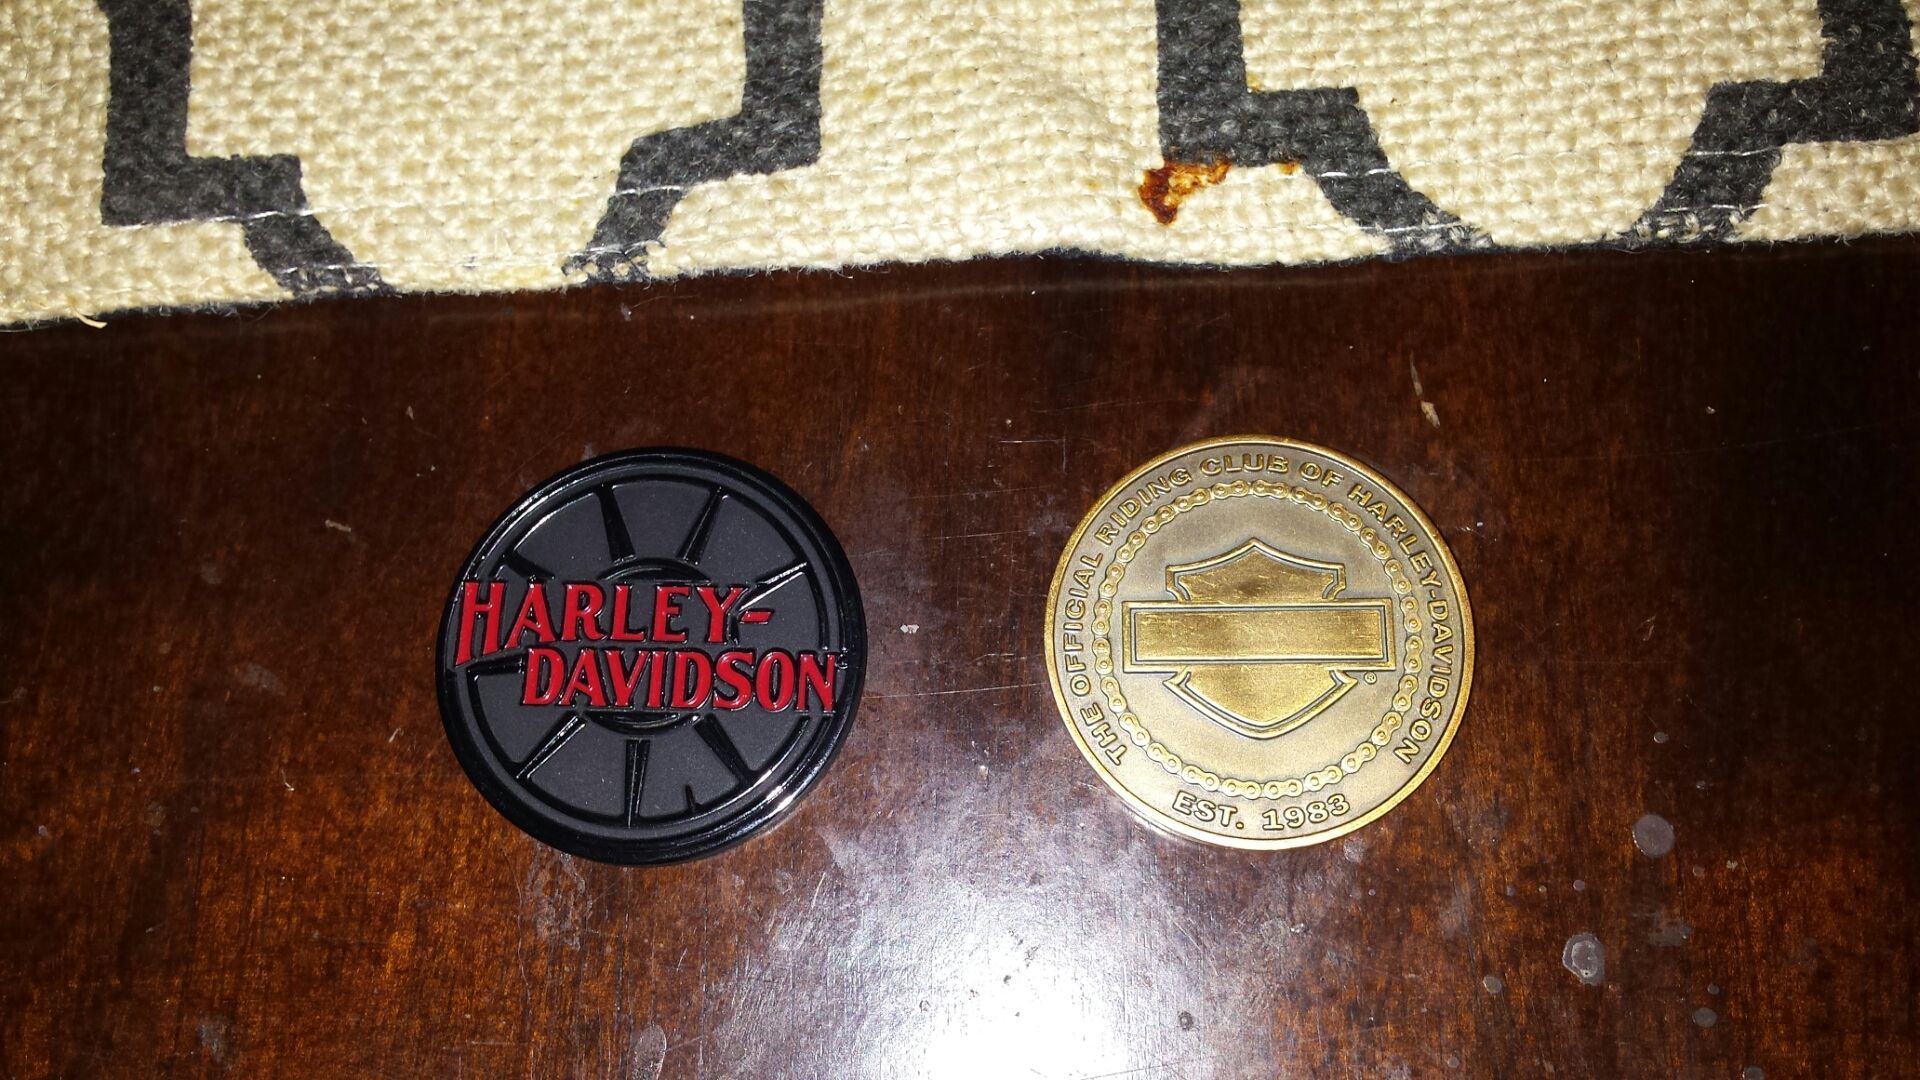 HARLEY-
DAVIDSON
THE OFFICIAL RIDING CLUB OF HARLEY-DAVIDSON
®
EST. 1983